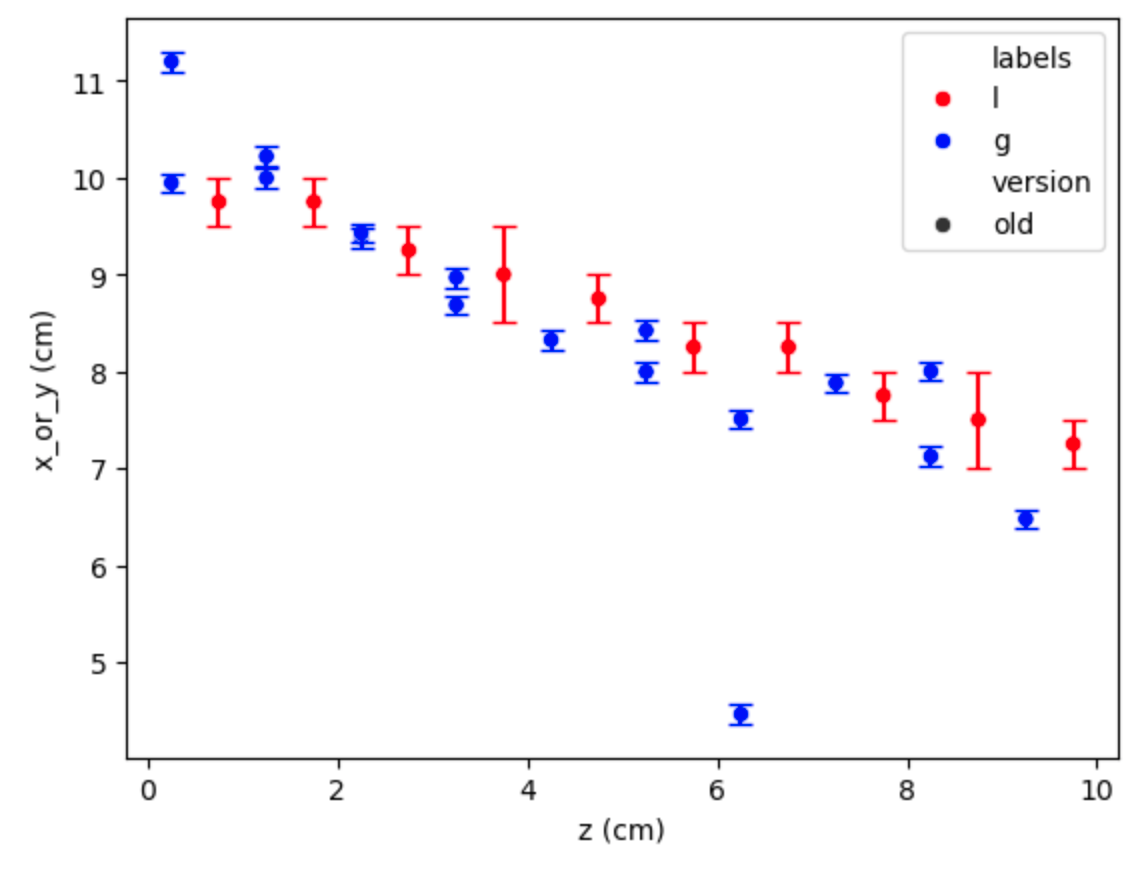 labels
l
g
version
old
11
10
9
8
7
6
5
x_or_y (cm)
0 2 4 6 8 10
z (cm)